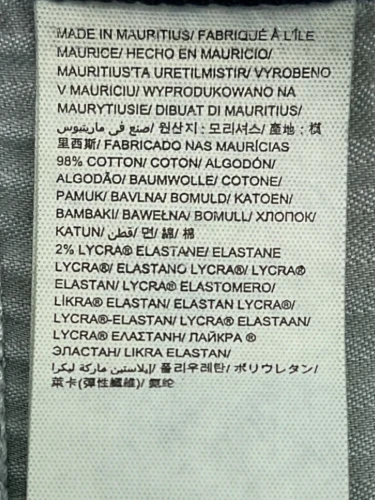 MADE IN MAURITIUS/ FABRIQUÉ À L'ÎLE
MAURICE/ HECHO EN MAURICIO/
MAURITIUS'TA URETILMISTIR/ VYROBENO
V MAURICIU/ WYPRODUKOWANO NA
MAURYTIUSIE/ DIBUAT DI MAURITIUS/
صنع في ماريتيوس/ 원산지 : 모리셔스/ 產地 : 模
里西斯/ FABRICADO NAS MAURÍCIAS
98% COTTON/ COTON/ ALGODÓN/
ALGODÃO/ BAUMWOLLE/ COTONE/
PAMUK/ BAVLNA/ BOMULD/ KATOEN/
BAMBAKI/ BAWEŁNA/ BOMULL/ ХЛОПОК/
KATUN/ قطن/ 면/ 綿/ 棉
2% LYCRA® ELASTANE/ ELASTANE
LYCRA®/ ELASTANO LYCRA®/ LYCRA®
ELASTAN/ LYCRA® ELASTOMERO/
LİKRA® ELASTAN/ ELASTAN LYCRA®/
LYCRA®-ELASTAN/ LYCRA® ELASTAAN/
LYCRA® ΕΛΑΣΤΑΝΗ/ ЛАЙКРА ®
ЭЛАСТАН/ LIKRA ELASTAN/
إيلاستين ماركة ليكرا/ 폴리우레탄/ ポリウレタン/
萊卡(彈性纖維)/ 氨纶